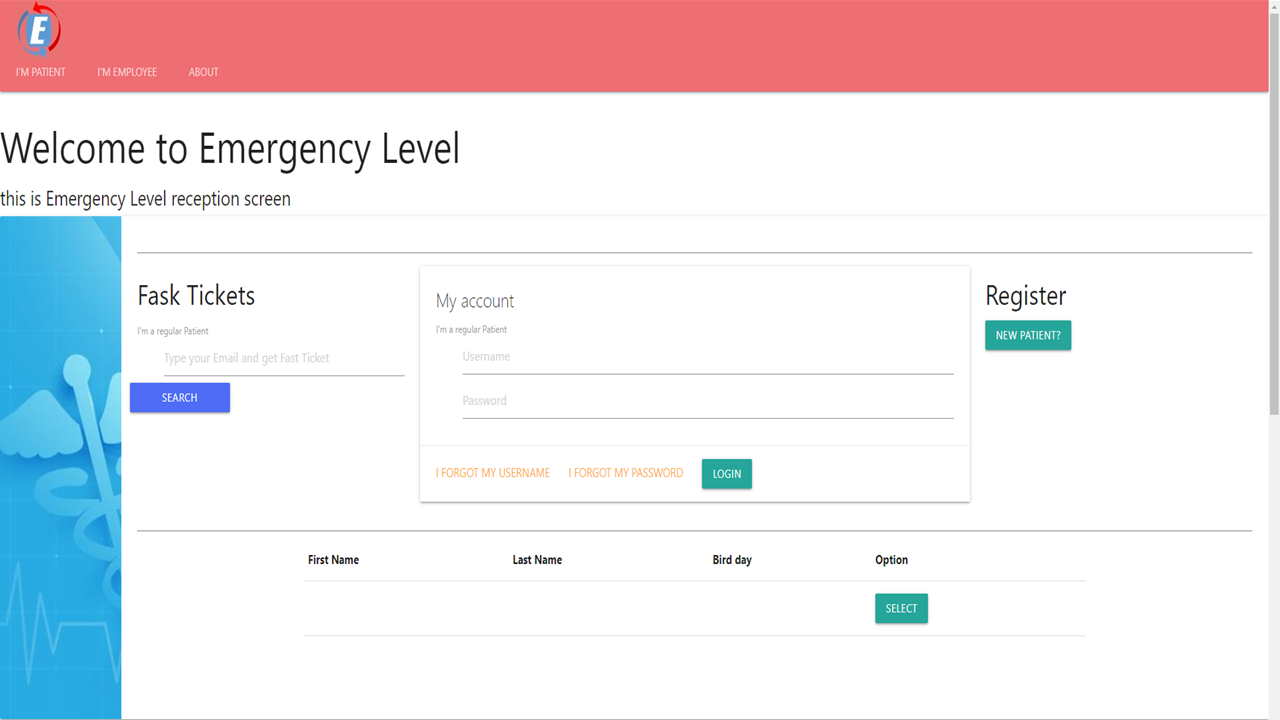 E
I'M PATIENT I'M EMPLOYEE ABOUT
Welcome to Emergency Level
this is Emergency Level reception screen
Fask Tickets
I'm a regular Patient
Type your Email and get Fast Ticket
SEARCH
My account
I'm a regular Patient
Username
Password
I FORGOT MY USERNAME I FORGOT MY PASSWORD LOGIN
Register
NEW PATIENT?
First Name Last Name Bird day Option
SELECT